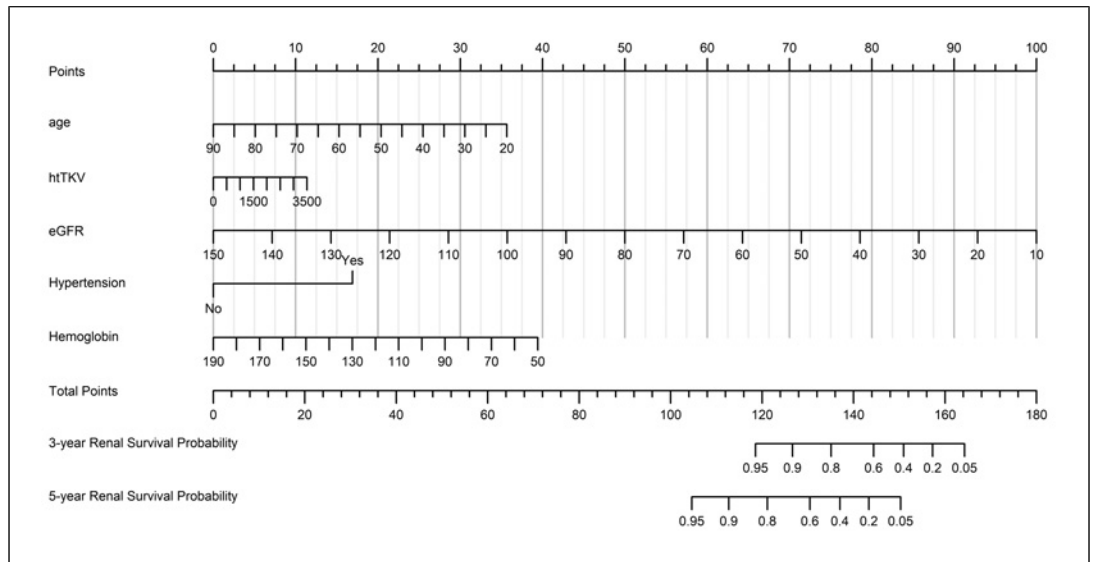 0 10 20 30 40 50 60 70 80 90 100
Points
age
90 80 70 60 50 40 30 20
htTKV
0 1500 3500
eGFR
150 140 130 120 110 100 90 80 70 60 50 40 30 20 10
Yes
Hypertension
No
Hemoglobin
190 170 150 130 110 90 70 50
Total Points
0 20 40 60 80 100 120 140 160 180
3-year Renal Survival Probability
0.95 0.9 0.8 0.6 0.4 0.2 0.05
5-year Renal Survival Probability
0.95 0.9 0.8 0.6 0.4 0.2 0.05